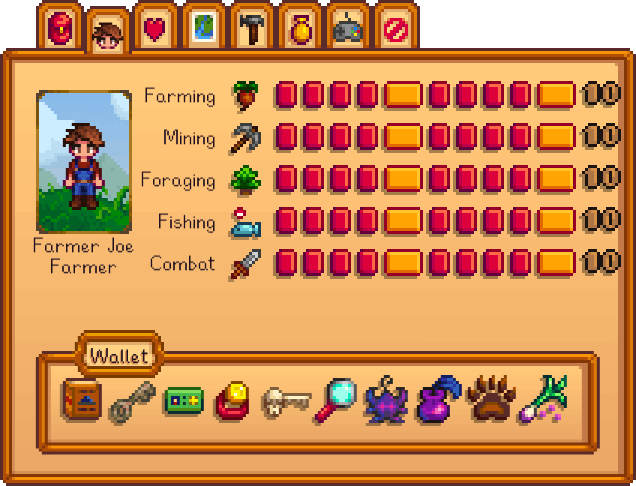 Farming 10
Mining 10
Foraging 10
Fishing 10
Combat 10
Farmer Joe
Farmer
Wallet